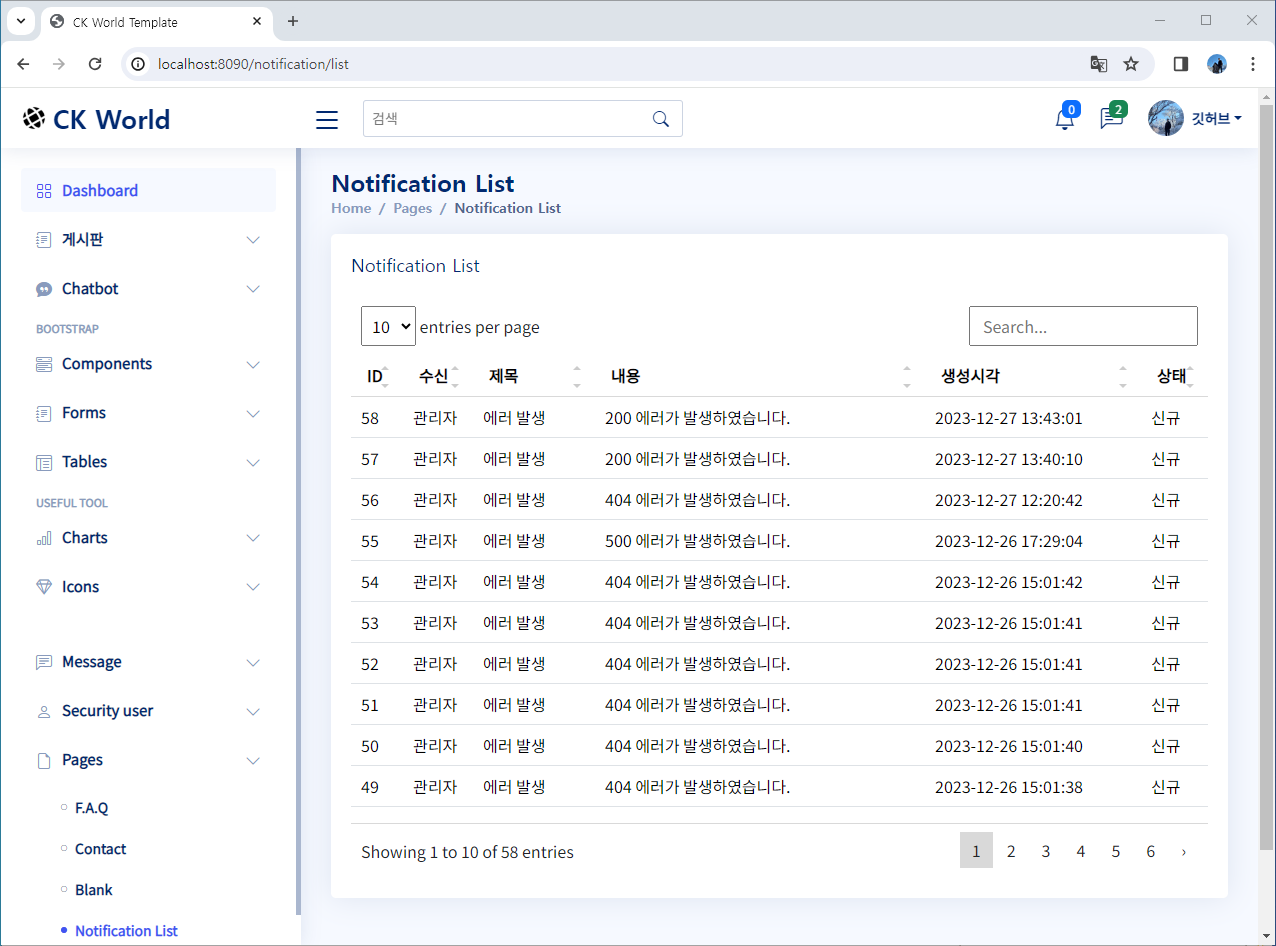 CK World Template
localhost:8090/notification/list
CK World
검색
0
2
깃허브
Dashboard
게시판
Chatbot
BOOTSTRAP
Components
Forms
Tables
USEFUL TOOL
Charts
Icons
Message
Security user
Pages
F.A.Q
Contact
Blank
Notification List
Notification List
Home / Pages / Notification List
Notification List
10 entries per page
Search...
ID 수신 제목 내용 생성시각 상태
58 관리자 에러 발생 200 에러가 발생하였습니다. 2023-12-27 13:43:01 신규
57 관리자 에러 발생 200 에러가 발생하였습니다. 2023-12-27 13:40:10 신규
56 관리자 에러 발생 404 에러가 발생하였습니다. 2023-12-27 12:20:42 신규
55 관리자 에러 발생 500 에러가 발생하였습니다. 2023-12-26 17:29:04 신규
54 관리자 에러 발생 404 에러가 발생하였습니다. 2023-12-26 15:01:42 신규
53 관리자 에러 발생 404 에러가 발생하였습니다. 2023-12-26 15:01:41 신규
52 관리자 에러 발생 404 에러가 발생하였습니다. 2023-12-26 15:01:41 신규
51 관리자 에러 발생 404 에러가 발생하였습니다. 2023-12-26 15:01:41 신규
50 관리자 에러 발생 404 에러가 발생하였습니다. 2023-12-26 15:01:40 신규
49 관리자 에러 발생 404 에러가 발생하였습니다. 2023-12-26 15:01:38 신규
Showing 1 to 10 of 58 entries
1 2 3 4 5 6 ›